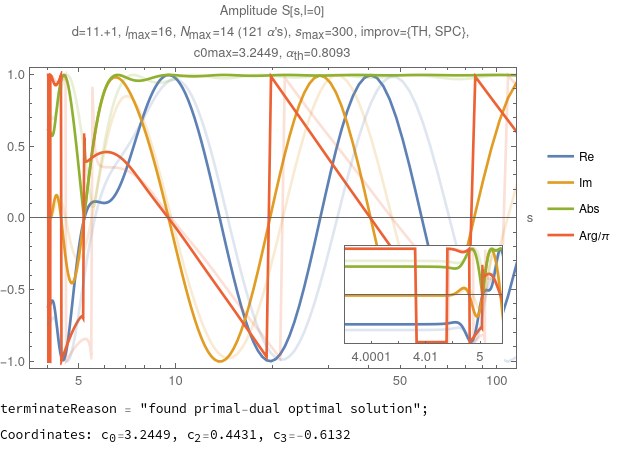 Amplitude S[s,l=0]
d=11.+1, lmax=16, Nmax=14 (121 α's), smax=300, improv={TH, SPC},
c0max=3.2449, αth=0.8093
1.0
0.5
0.0
−0.5
−1.0
5
10
50
100
s
4.0001
4.01
5
Re
Im
Abs
Arg/π
terminateReason = "found primal-dual optimal solution";
Coordinates: c0=3.2449, c2=0.4431, c3=−0.6132